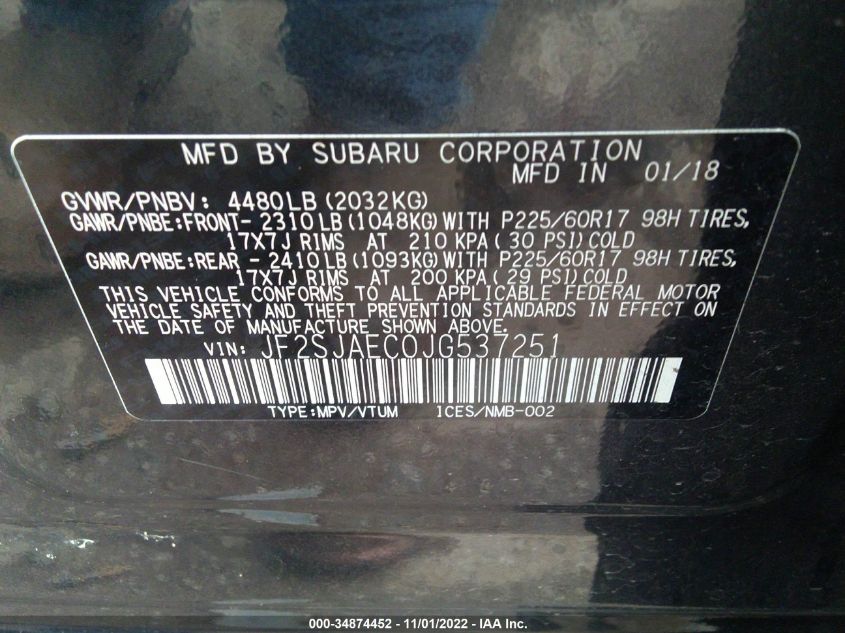 MFD BY SUBARU CORPORATION
MFD IN 01/18
GVWR/PNBV: 4480LB (2032KG)
GAWR/PNBE:FRONT- 2310LB (1048KG) WITH P225/60R17 98H TIRES,
17X7J RIMS AT 210 KPA ( 30 PSI) COLD
GAWR/PNBE:REAR - 2410LB (1093KG) WITH P225/60R17 98H TIRES,
17X7J RIMS AT 200 KPA ( 29 PSI) COLD
THIS VEHICLE CONFORMS TO ALL APPLICABLE FEDERAL MOTOR
VEHICLE SAFETY AND THEFT PREVENTION STANDARDS IN EFFECT ON
THE DATE OF MANUFACTURE SHOWN ABOVE.
VIN: JF2SJAEC0JG537251
TYPE:MPV/VTUM ICES/NMB-002
000-34874452 - 11/01/2022 - IAA Inc.